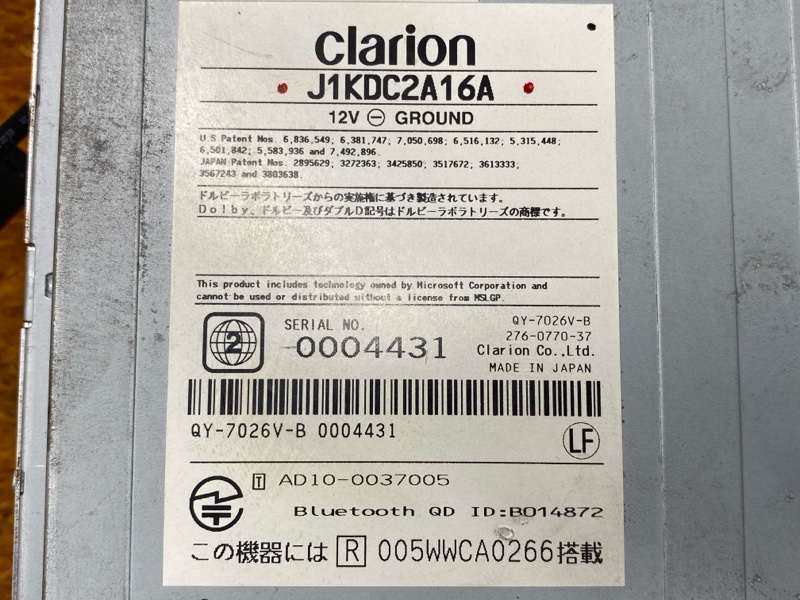 clarion
J1KDC2A16A
12V ⊖ GROUND
U.S Patent Nos. 6,836,549; 6,381,747; 7,050,698; 6,516,132; 5,315,448;
6,501,842; 5,583,936 and 7,492,896.
JAPAN Patent Nos. 2895629; 3272363; 3425850; 3517672; 3613333;
3567243 and 3803638.
ドルビーラボラトリーズからの実施権に基づき製造されています。
Dolby、ドルビー及びダブルD記号はドルビーラボラトリーズの商標です。
This product includes technology owned by Microsoft Corporation and
cannot be used or distributed without a license from MSLGP.
2
SERIAL NO.
0004431
QY-7026V-B
276-0770-37
Clarion Co.,Ltd.
MADE IN JAPAN
QY-7026V-B 0004431
LF
T AD10-0037005
Bluetooth QD ID:B014872
この機器には R 005WWCA0266搭載